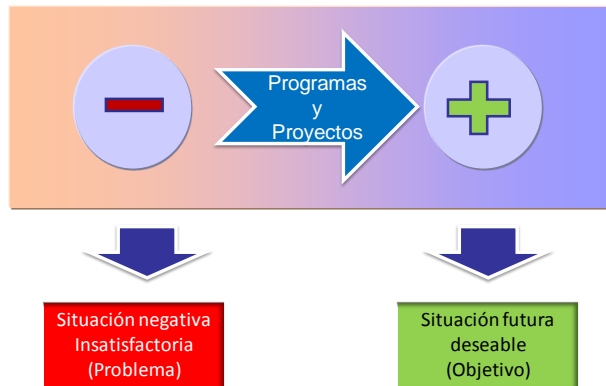 Programas
y
Proyectos
Situación negativa
Insatisfactoria
(Problema)
Situación futura
deseable
(Objetivo)